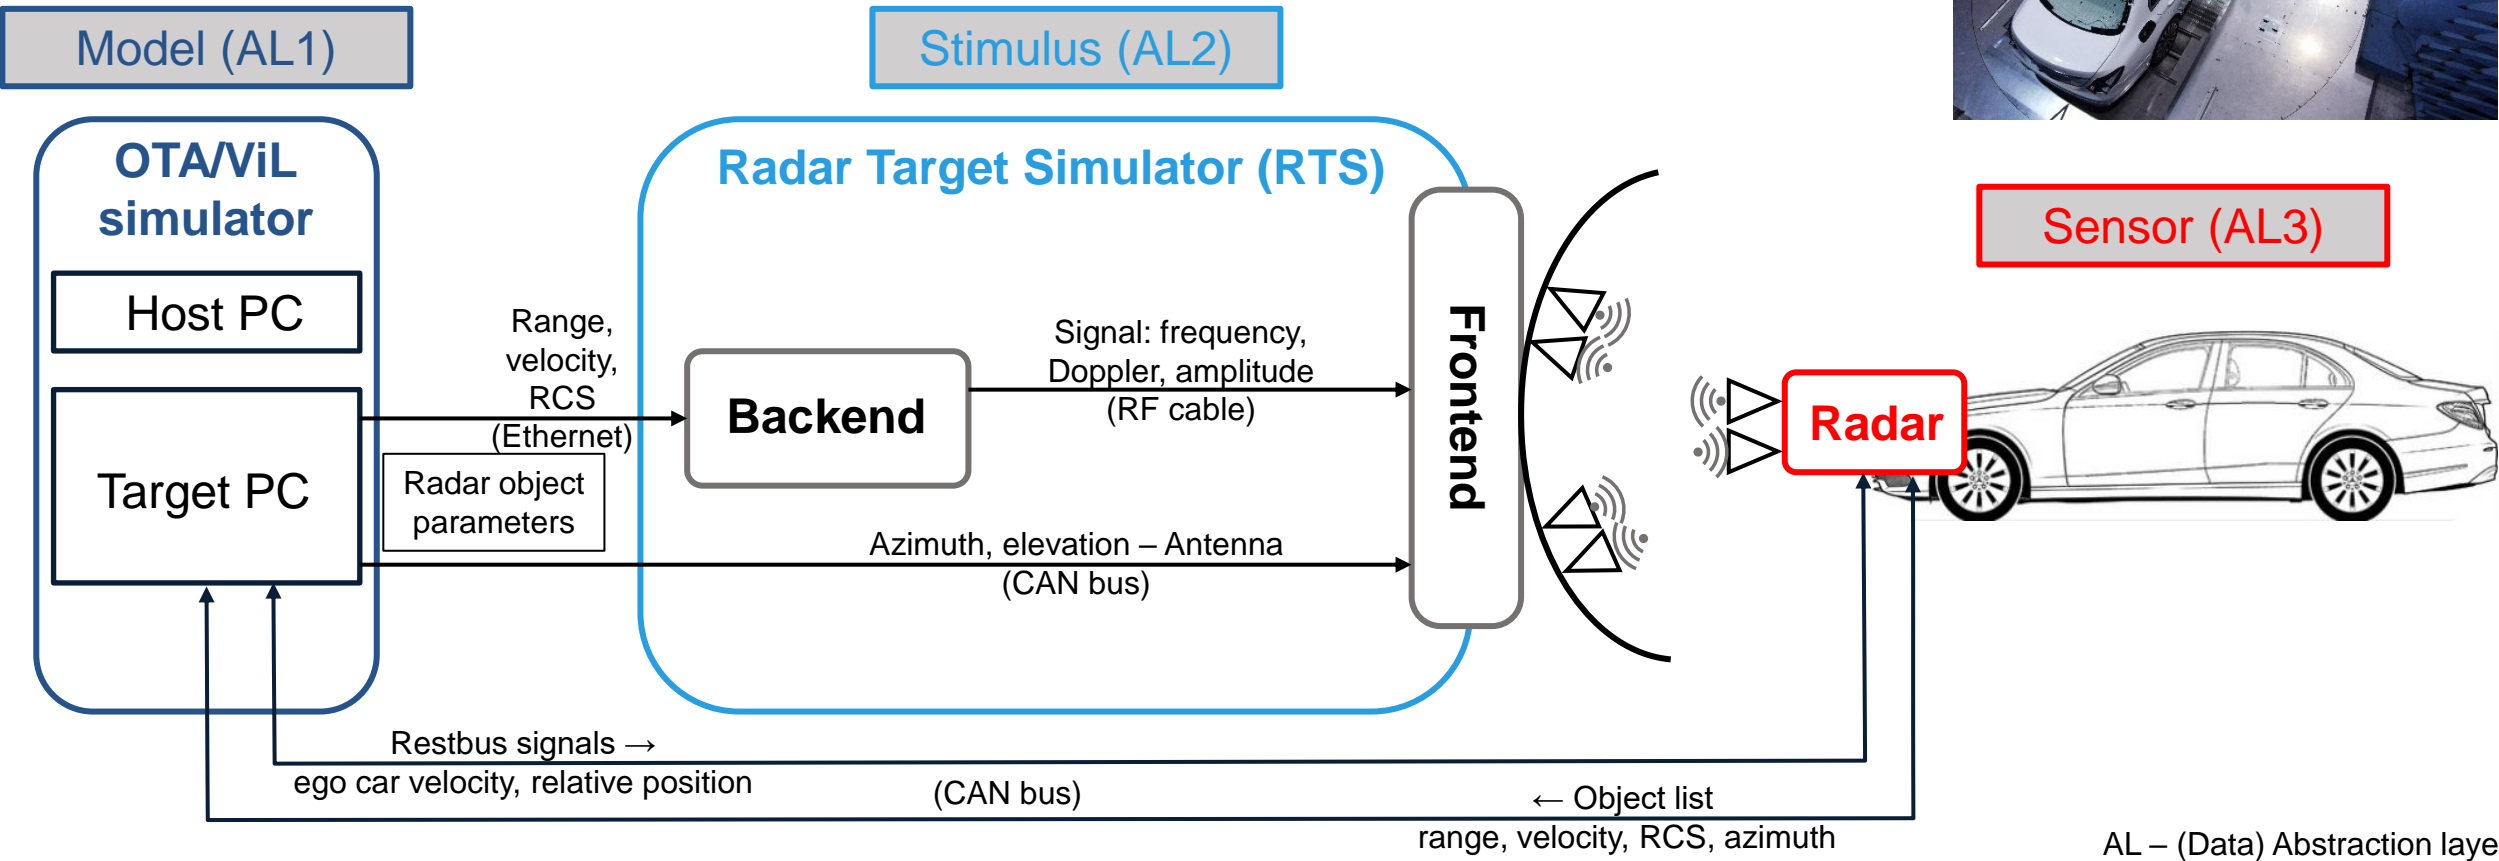 Model (AL1)
Stimulus (AL2)
Sensor (AL3)
OTA/ViL
simulator
Host PC
Target PC
Range,
velocity,
RCS
(Ethernet)
Radar object
parameters
Radar Target Simulator (RTS)
Backend
Signal: frequency,
Doppler, amplitude
(RF cable)
Azimuth, elevation – Antenna
(CAN bus)
Frontend
Radar
Restbus signals →
ego car velocity, relative position
(CAN bus)
← Object list
range, velocity, RCS, azimuth
AL – (Data) Abstraction laye